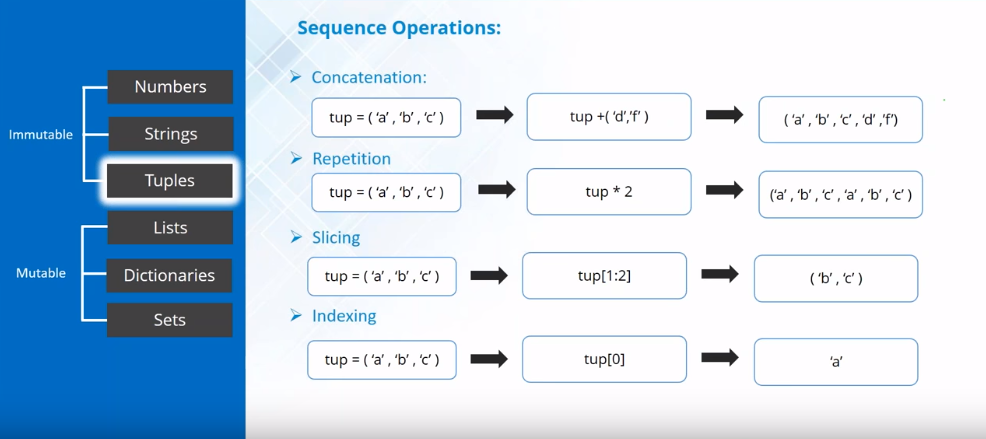 Sequence Operations:
Immutable
Numbers
Strings
Tuples
Mutable
Lists
Dictionaries
Sets
Concatenation:
tup = ( ‘a’ , ‘b’ , ‘c’ )
tup +( ‘d’,’f’ )
( ‘a’ , ‘b’ , ‘c’ , ‘d’ ,’f’)
Repetition
tup = ( ‘a’ , ‘b’ , ‘c’ )
tup * 2
(‘a’ , ‘b’ , ‘c’ , ‘a’ , ‘b’ , ‘c’ )
Slicing
tup = ( ‘a’ , ‘b’ , ‘c’ )
tup[1:2]
( ‘b’ , ‘c’ )
Indexing
tup = ( ‘a’ , ‘b’ , ‘c’ )
tup[0]
‘a’